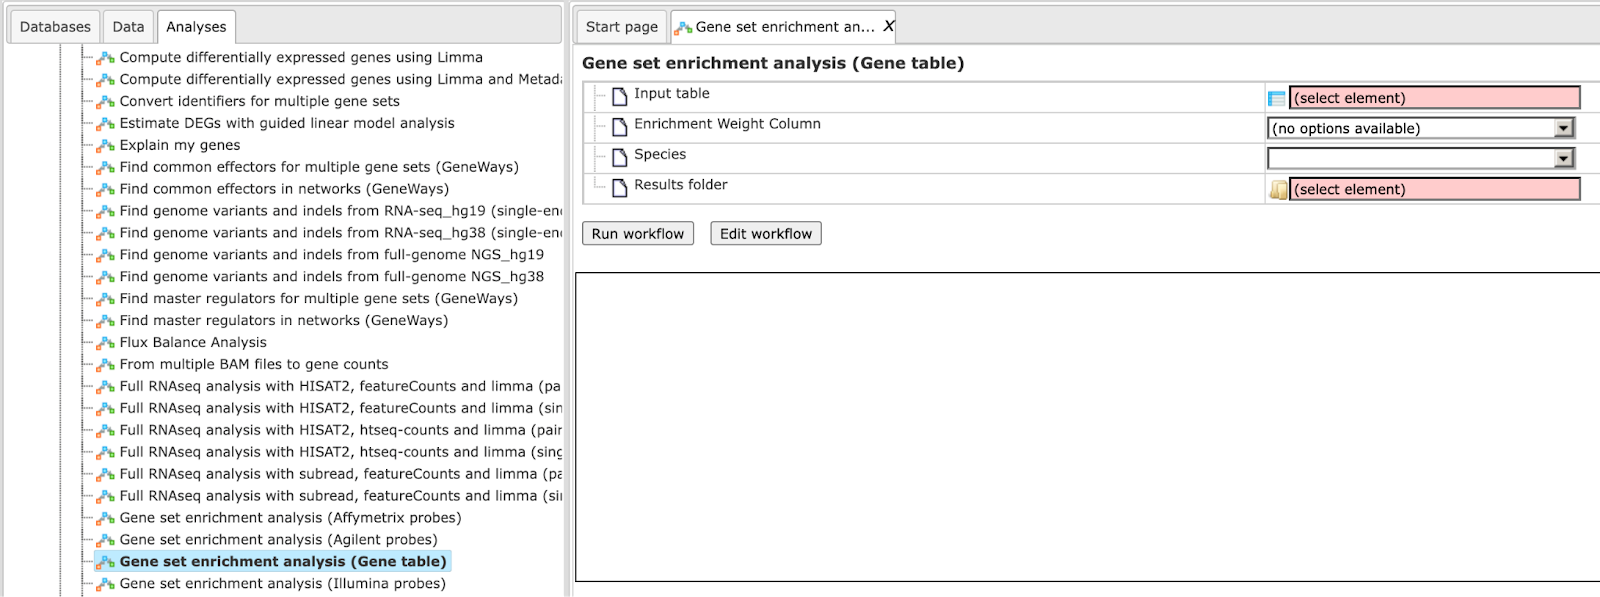 Databases
Data
Analyses
Compute differentially expressed genes using Limma
Compute differentially expressed genes using Limma and Metada
Convert identifiers for multiple gene sets
Estimate DEGs with guided linear model analysis
Explain my genes
Find common effectors for multiple gene sets (GeneWays)
Find common effectors in networks (GeneWays)
Find genome variants and indels from RNA-seq_hg19 (single-en
Find genome variants and indels from RNA-seq_hg38 (single-en
Find genome variants and indels from full-genome NGS_hg19
Find genome variants and indels from full-genome NGS_hg38
Find master regulators for multiple gene sets (GeneWays)
Find master regulators in networks (GeneWays)
Flux Balance Analysis
From multiple BAM files to gene counts
Full RNAseq analysis with HISAT2, featureCounts and limma (pa
Full RNAseq analysis with HISAT2, featureCounts and limma (sin
Full RNAseq analysis with HISAT2, htseq-counts and limma (pair
Full RNAseq analysis with HISAT2, htseq-counts and limma (sing
Full RNAseq analysis with subread, featureCounts and limma (pa
Full RNAseq analysis with subread, featureCounts and limma (si
Gene set enrichment analysis (Affymetrix probes)
Gene set enrichment analysis (Agilent probes)
Gene set enrichment analysis (Gene table)
Gene set enrichment analysis (Illumina probes)
Start page
Gene set enrichment an... X
Gene set enrichment analysis (Gene table)
Input table
(select element)
Enrichment Weight Column
(no options available)
Species
Results folder
(select element)
Run workflow
Edit workflow